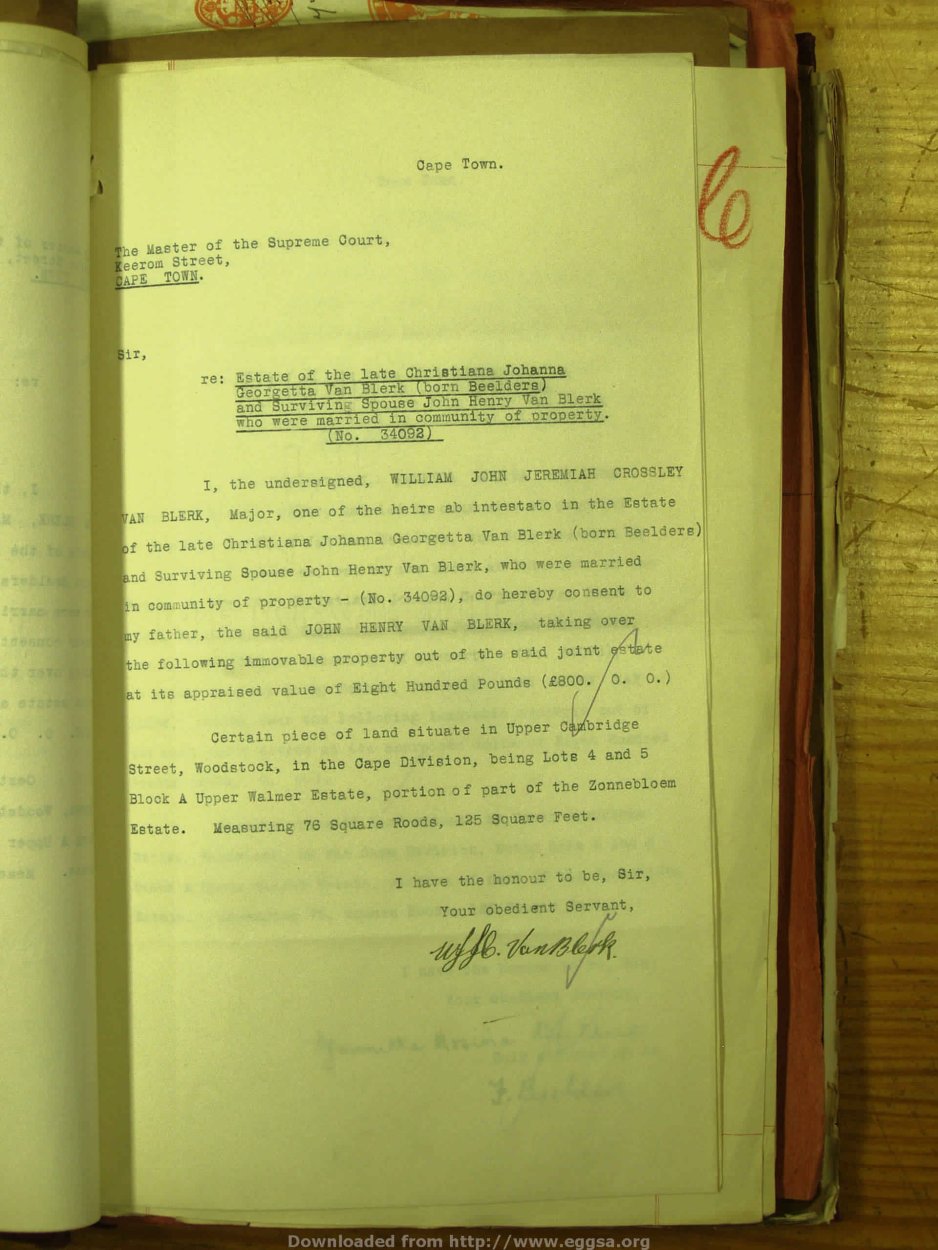 Cape Town.
6
The Master of the Supreme Court,
Keerom Street,
CAPE TOWN.
Sir,
re: Estate of the late Christiana Johanna
Georgetta Van Blerk (born Beelders)
and Surviving Spouse John Henry Van Blerk
who were married in community of property.
(No. 34092)
I, the undersigned, WILLIAM JOHN JEREMIAH CROSSLEY
VAN BLERK, Major, one of the heirs ab intestato in the Estate
of the late Christiana Johanna Georgetta Van Blerk (born Beelders)
and Surviving Spouse John Henry Van Blerk, who were married
in community of property - (No. 34092), do hereby consent to
my father, the said JOHN HENRY VAN BLERK, taking over
the following immovable property out of the said joint estate
at its appraised value of Eight Hundred Pounds (£800. 0. 0.)
Certain piece of land situate in Upper Cambridge
Street, Woodstock, in the Cape Division, being Lots 4 and 5
Block A Upper Walmer Estate, portion of part of the Zonnebloem
Estate. Measuring 76 Square Roods, 125 Square Feet.
I have the honour to be, Sir,
Your obedient Servant,
WJJC. Van Blerk.
Downloaded from http://www.eggsa.org